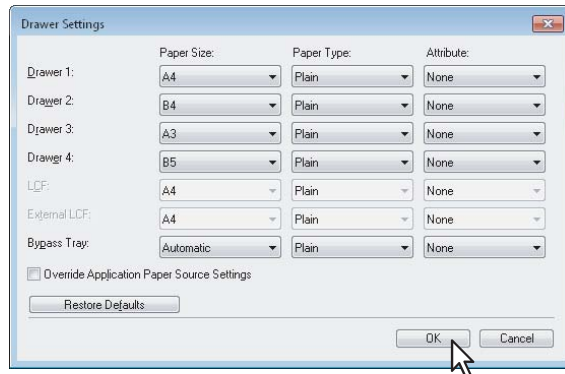 Drawer Settings
Paper Size: Paper Type: Attribute:
Drawer 1: A4 Plain None
Drawer 2: B4 Plain None
Drawer 3: A3 Plain None
Drawer 4: B5 Plain None
LCF: A4 Plain None
External LCF: A4 Plain None
Bypass Tray: Automatic Plain None
Override Application Paper Source Settings
Restore Defaults
OK Cancel